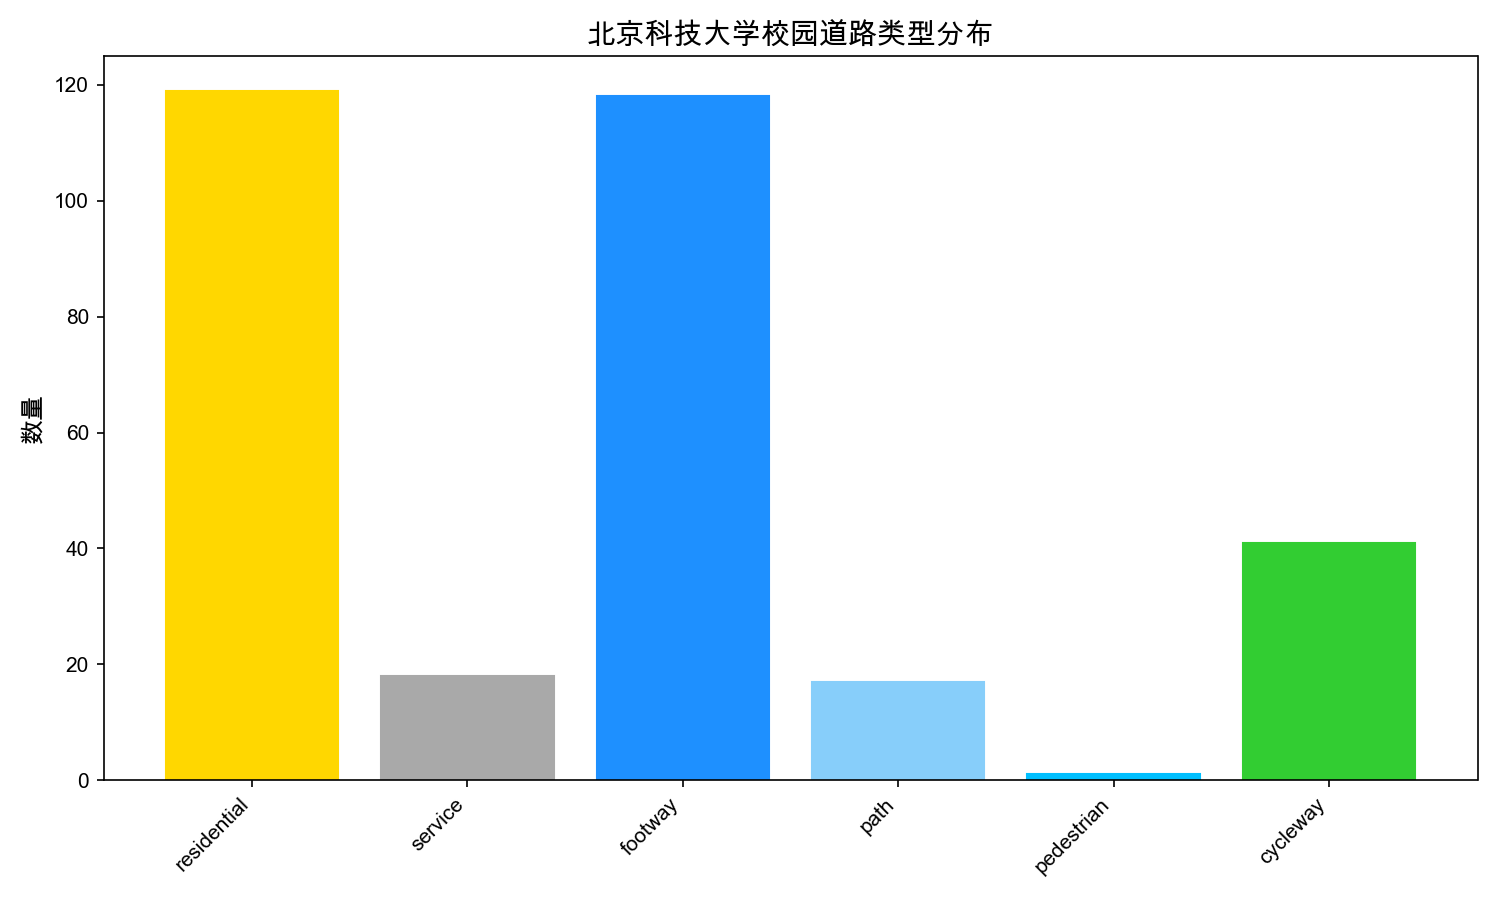 北京科技大学校园道路类型分布
数量
120
100
80
60
40
20
0
residential
service
footway
path
pedestrian
cycleway